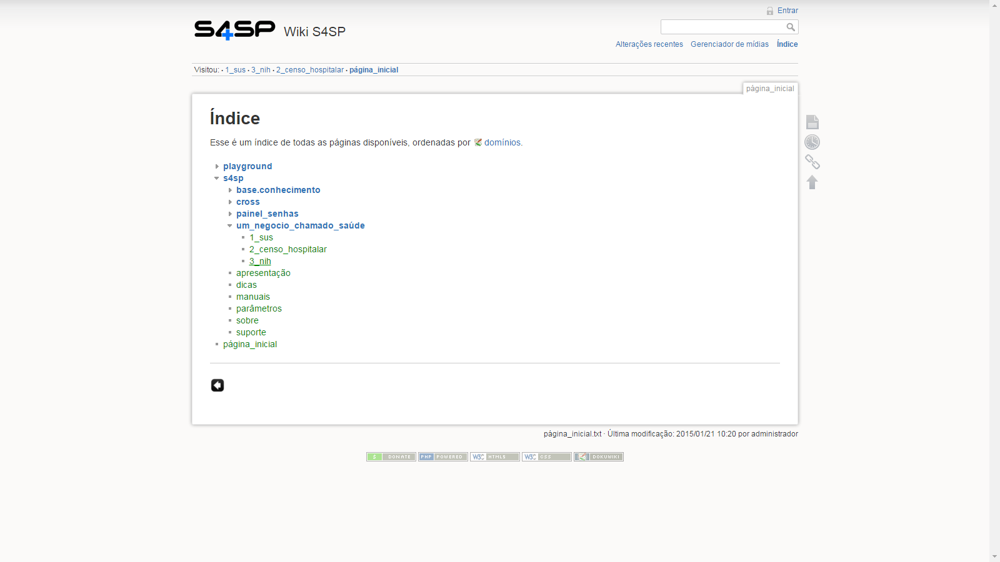 Entrar
S4SP Wiki S4SP
Alterações recentes Gerenciador de mídias Índice
Visitou: • 1_sus • 3_nih • 2_censo_hospitalar • página_inicial
página_inicial
Índice
Esse é um índice de todas as páginas disponíveis, ordenadas por domínios.
playground
s4sp
base.conhecimento
cross
painel_senhas
um_negocio_chamado_saúde
1_sus
2_censo_hospitalar
3_nih
apresentação
dicas
manuais
parâmetros
sobre
suporte
página_inicial
página_inicial.txt · Última modificação: 2015/01/21 10:20 por administrador
$ DONATE PHP POWERED W3C HTML5 W3C CSS DOKUWIKI